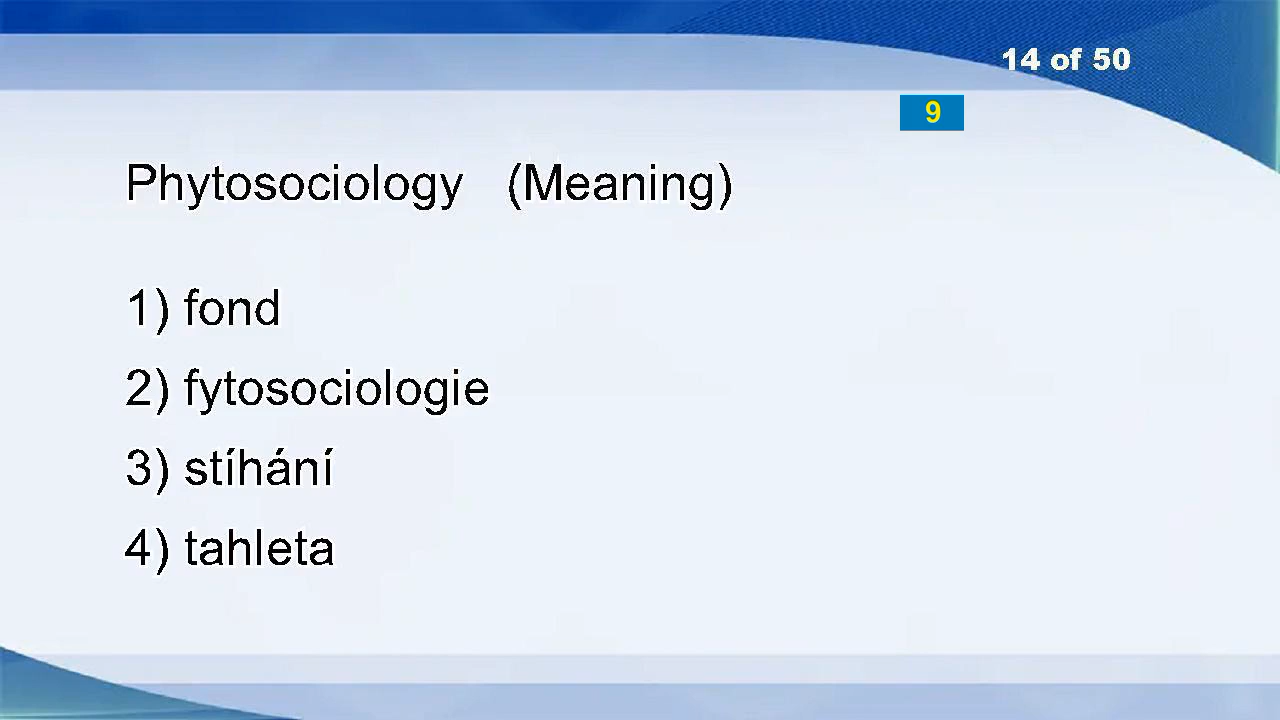 14 of 50
9
Phytosociology (Meaning)
1) fond
2) fytosociologie
3) stíhání
4) tahleta